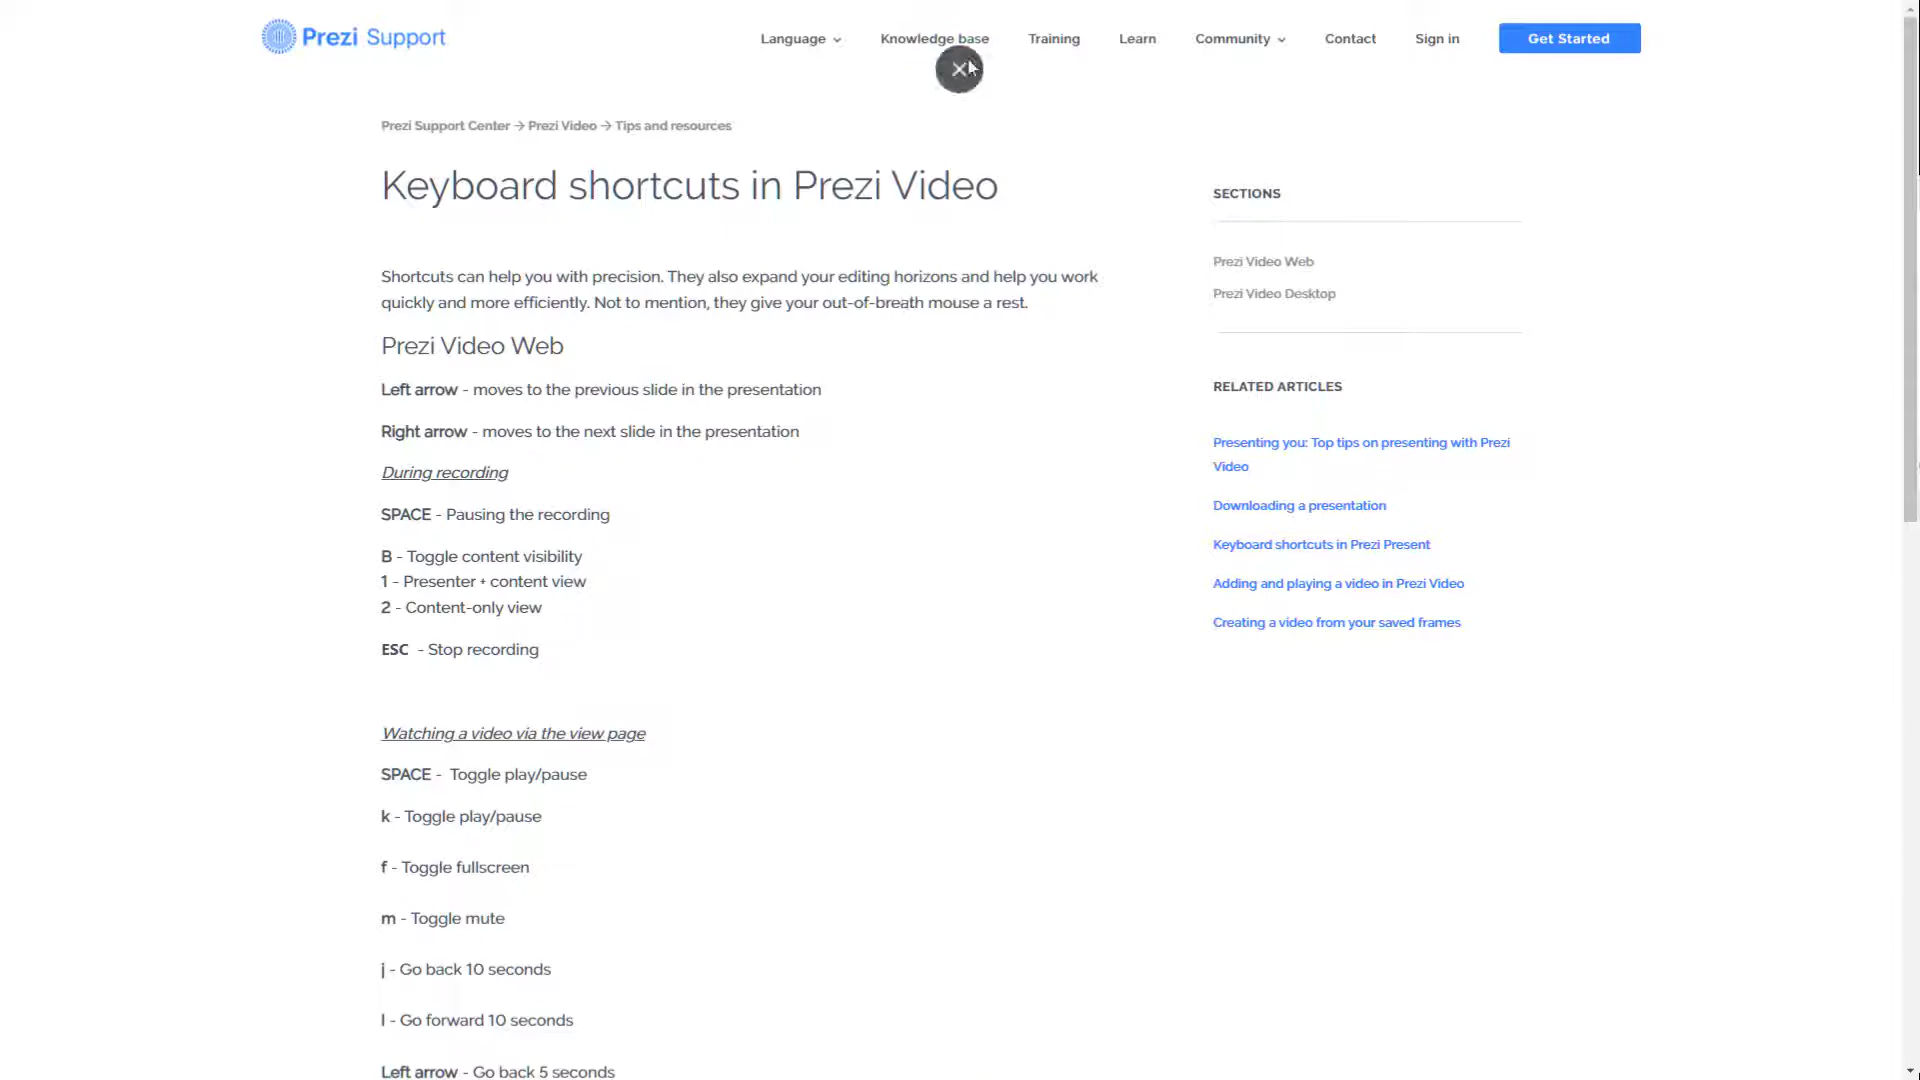 Prezi Support
Language
Knowledge base
Training
Learn
Community
Contact
Sign in
Get Started
Prezi Support Center → Prezi Video → Tips and resources
Keyboard shortcuts in Prezi Video
Shortcuts can help you with precision. They also expand your editing horizons and help you work
quickly and more efficiently. Not to mention, they give your out-of-breath mouse a rest.
Prezi Video Web
Left arrow - moves to the previous slide in the presentation
Right arrow - moves to the next slide in the presentation
During recording
SPACE - Pausing the recording
B - Toggle content visibility
1 - Presenter + content view
2 - Content-only view
ESC - Stop recording
Watching a video via the view page
SPACE - Toggle play/pause
k - Toggle play/pause
f - Toggle fullscreen
m - Toggle mute
j - Go back 10 seconds
l - Go forward 10 seconds
Left arrow - Go back 5 seconds
SECTIONS
Prezi Video Web
Prezi Video Desktop
RELATED ARTICLES
Presenting you: Top tips on presenting with Prezi
Video
Downloading a presentation
Keyboard shortcuts in Prezi Present
Adding and playing a video in Prezi Video
Creating a video from your saved frames